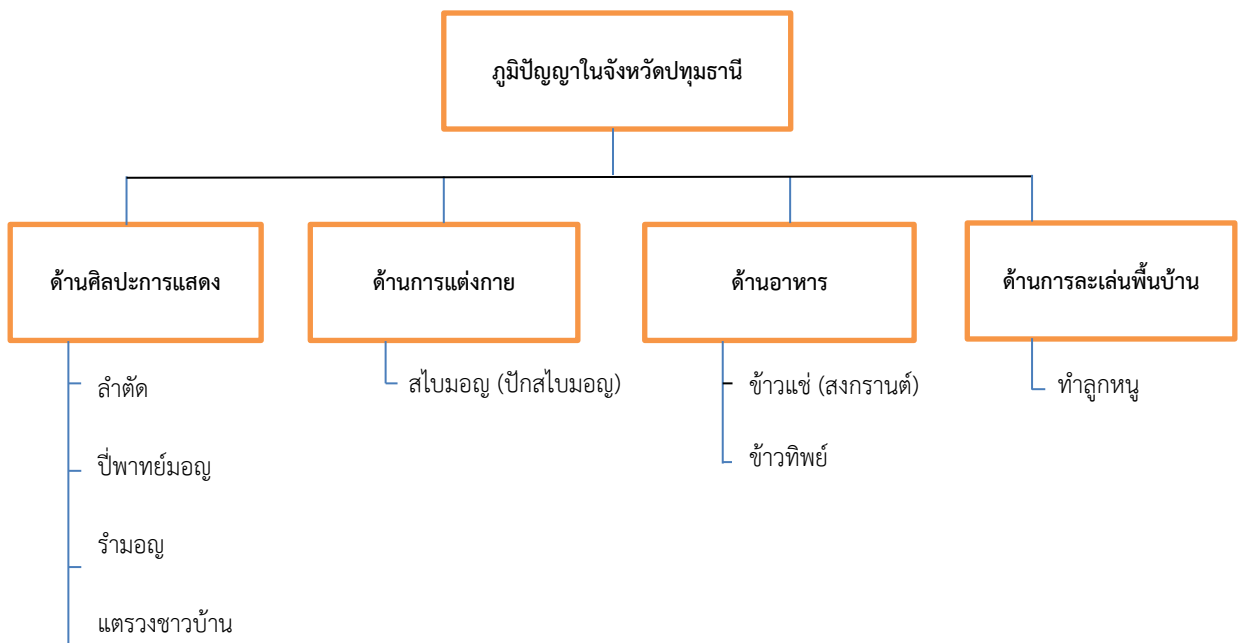 ภูมิปัญญาในจังหวัดปทุมธานี
ด้านศิลปะการแสดง
ด้านการแต่งกาย
ด้านอาหาร
ด้านการละเล่นพื้นบ้าน
ลำตัด
ปี่พาทย์มอญ
รำมอญ
แตรวงชาวบ้าน
สไบมอญ (ปักสไบมอญ)
ข้าวแช่ (สงกรานต์)
ข้าวทิพย์
ทำลูกหนู